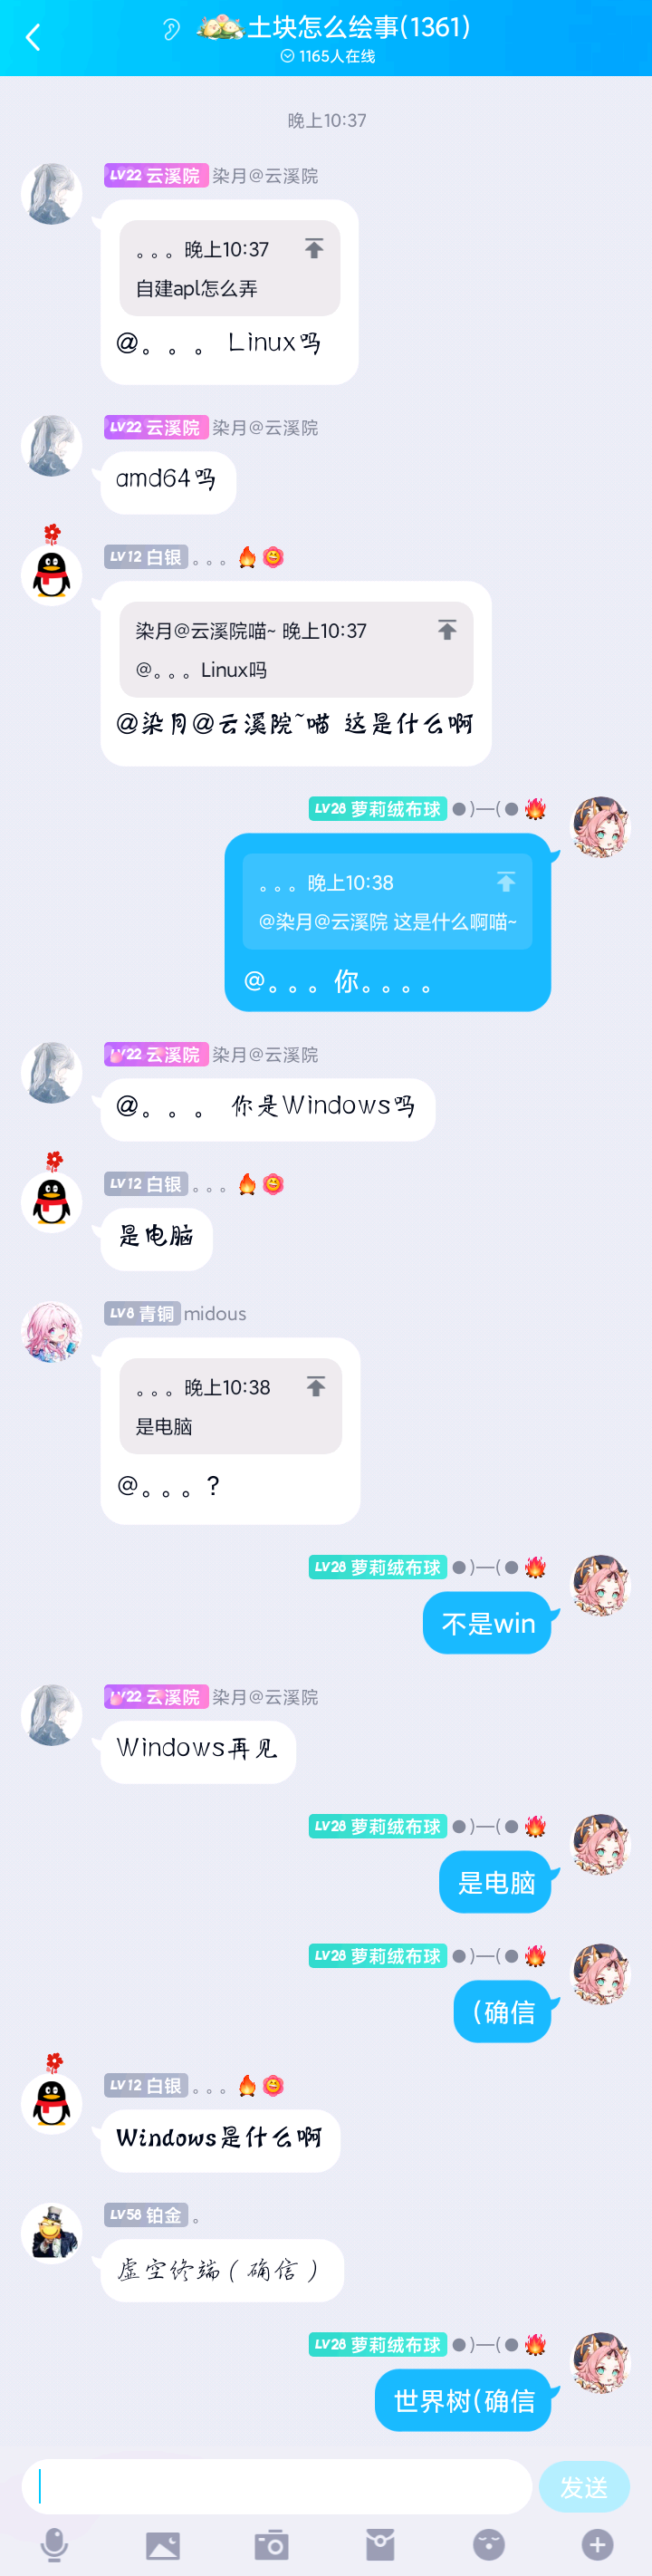 土块怎么绘事(1361)
1165人在线
晚上10:37
LV22 云溪院 染月@云溪院
。。。晚上10:37
自建apl怎么弄
@。。。 Linux吗
LV22 云溪院 染月@云溪院
amd64吗
LV12 白银 。。。
染月@云溪院喵~ 晚上10:37
@。。。Linux吗
@染月@云溪院~喵 这是什么啊
LV28 萝莉绒布球 ●)—(●
。。。晚上10:38
@染月@云溪院 这是什么啊喵~
@。。。你。。。。
LV22 云溪院 染月@云溪院
@。。。 你是Windows吗
LV12 白银 。。。
是电脑
LV8 青铜 midous
。。。晚上10:38
是电脑
@。。。?
LV28 萝莉绒布球 ●)—(●
不是win
LV22 云溪院 染月@云溪院
Windows再见
LV28 萝莉绒布球 ●)—(●
是电脑
LV28 萝莉绒布球 ●)—(●
(确信
LV12 白银 。。。
Windows是什么啊
LV58 铂金 。
虚空终端(确信)
LV28 萝莉绒布球 ●)—(●
世界树(确信
发送